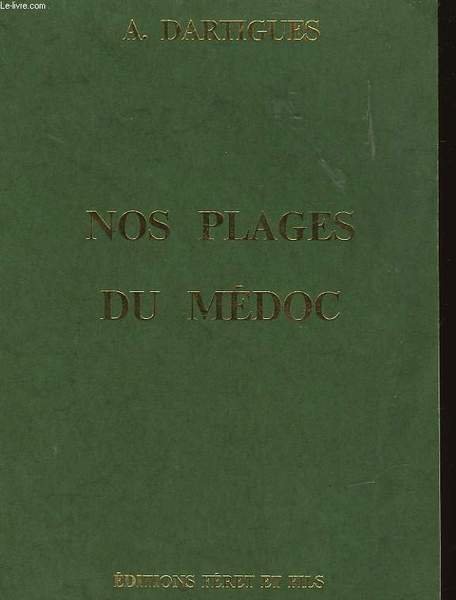 Le-livre.com
A. DARTIGUES
NOS PLAGES
DU MÉDOC
ÉDITIONS FÉRET ET FILS